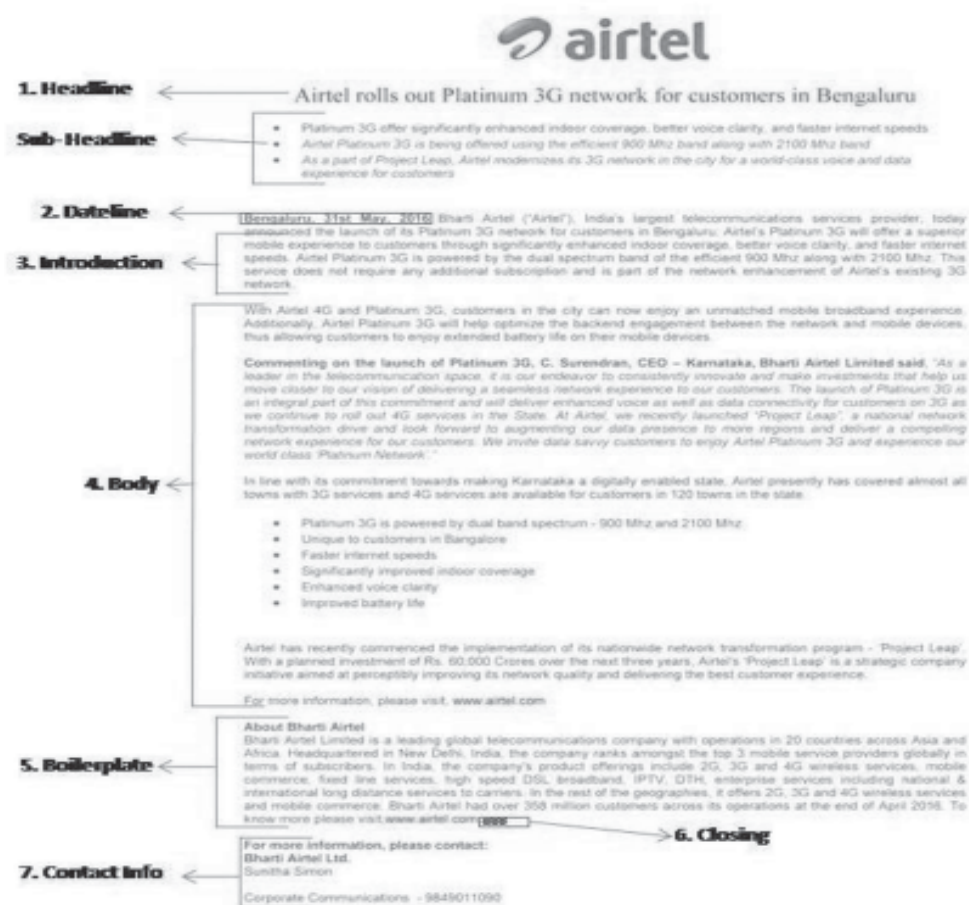 airtel
1. Headline
Airtel rolls out Platinum 3G network for customers in Bengaluru
Sub-Headline
• Platinum 3G offer significantly enhanced indoor coverage, better voice clarity, and faster internet speeds
• Airtel Platinum 3G is being offered using the efficient 900 Mhz band along with 2100 Mhz band
• As a part of Project Leap, Airtel modernizes its 3G network in the city for a world-class voice and data
experience for customers
2. Dateline
Bengaluru, 31st May, 2016 Bharti Airtel ("Airtel"), India's largest telecommunications services provider, today
announced the launch of its Platinum 3G network for customers in Bengaluru; Airtel's Platinum 3G will offer a superior
mobile experience to customers through significantly enhanced indoor coverage, better voice clarity, and faster internet
speeds. Airtel Platinum 3G is powered by the dual spectrum band of the efficient 900 Mhz along with 2100 Mhz. This
service does not require any additional subscription and is part of the network enhancement of Airtel's existing 3G
network.
3. Introduction
With Airtel 4G and Platinum 3G, customers in the city can now enjoy an unmatched mobile broadband experience.
Additionally, Airtel Platinum 3G will help optimize the backend engagement between the network and mobile devices,
thus allowing customers to enjoy extended battery life on their mobile devices.
Commenting on the launch of Platinum 3G, C. Surendran, CEO – Karnataka, Bharti Airtel Limited said, "As a
leader in the telecommunication space, it is our endeavor to consistently innovate and make investments that help us
move closer to our vision of delivering a seamless network experience to our customers. The launch of Platinum 3G is
an integral part of this commitment and will deliver enhanced voice as well as data connectivity for customers on 3G as
we continue to roll out 4G services in the State. At Airtel, we recently launched "Project Leap", a national network
transformation drive and look forward to augmenting our data presence to more regions and deliver a compelling
network experience for our customers. We invite data savvy customers to enjoy Airtel Platinum 3G and experience our
world class 'Platinum Network'."
4. Body
In line with its commitment towards making Karnataka a digitally enabled state, Airtel presently has covered almost all
towns with 3G services and 4G services are available for customers in 120 towns in the state.
• Platinum 3G is powered by dual band spectrum - 900 Mhz and 2100 Mhz
• Unique to customers in Bangalore
• Faster internet speeds
• Significantly improved indoor coverage
• Enhanced voice clarity
• Improved battery life
Airtel has recently commenced the implementation of its nationwide network transformation program - 'Project Leap'.
With a planned investment of Rs. 60,000 Crores over the next three years, Airtel's 'Project Leap' is a strategic company
initiative aimed at perceptibly improving its network quality and delivering the best customer experience.
For more information, please visit, www.airtel.com
About Bharti Airtel
Bharti Airtel Limited is a leading global telecommunications company with operations in 20 countries across Asia and
Africa. Headquartered in New Delhi, India, the company ranks amongst the top 3 mobile service providers globally in
terms of subscribers. In India, the company's product offerings include 2G, 3G and 4G wireless services, mobile
commerce, fixed line services, high speed DSL broadband, IPTV, DTH, enterprise services including national &
international long distance services to carriers. In the rest of the geographies, it offers 2G, 3G and 4G wireless services
and mobile commerce. Bharti Airtel had over 358 million customers across its operations at the end of April 2016. To
know more please visit, www.airtel.com
5. Boilerplate
6. Closing
For more information, please contact:
Bharti Airtel Ltd.
Sunitha Simon
7. Contact Info
Corporate Communications - 9849011090